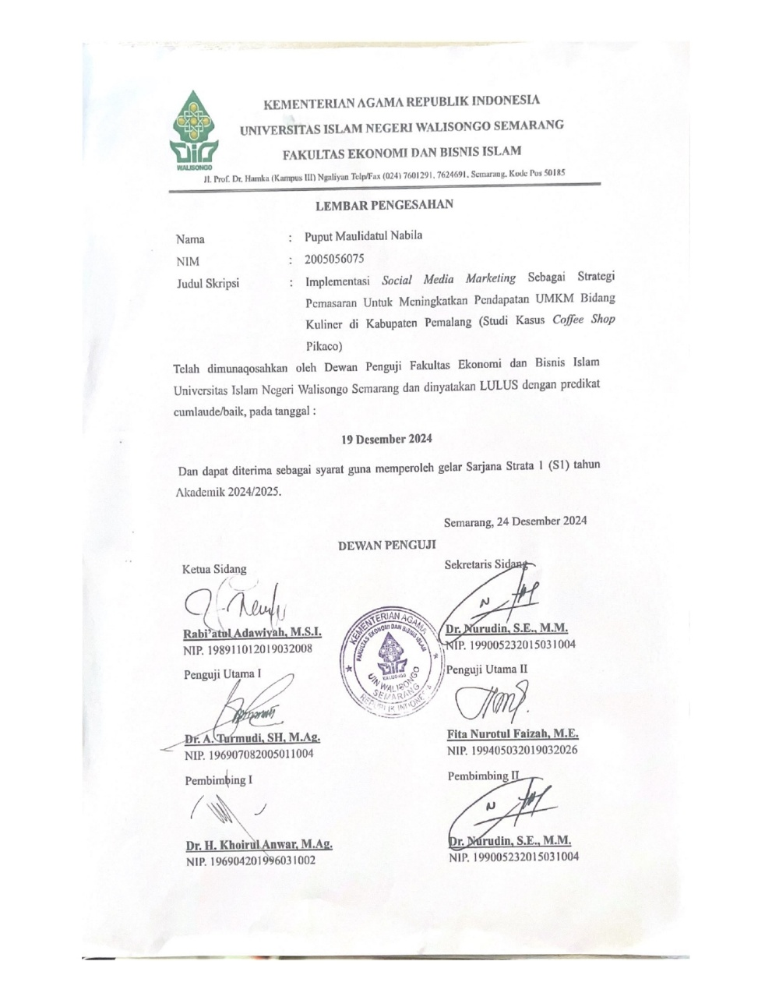 KEMENTERIAN AGAMA REPUBLIK INDONESIA
UNIVERSITAS ISLAM NEGERI WALISONGO SEMARANG
FAKULTAS EKONOMI DAN BISNIS ISLAM
WALISONGO
Jl. Prof. Dr. Hamka (Kampus III) Ngaliyan Telp/Fax (024) 7601291, 7624691, Semarang, Kode Pos 50185
LEMBAR PENGESAHAN
Nama : Puput Maulidatul Nabila
NIM : 2005056075
Judul Skripsi : Implementasi Social Media Marketing Sebagai Strategi
Pemasaran Untuk Meningkatkan Pendapatan UMKM Bidang
Kuliner di Kabupaten Pemalang (Studi Kasus Coffee Shop
Pikaco)
Telah dimunaqosahkan oleh Dewan Penguji Fakultas Ekonomi dan Bisnis Islam
Universitas Islam Negeri Walisongo Semarang dan dinyatakan LULUS dengan predikat
cumlaude/baik, pada tanggal :
19 Desember 2024
Dan dapat diterima sebagai syarat guna memperoleh gelar Sarjana Strata 1 (S1) tahun
Akademik 2024/2025.
Semarang, 24 Desember 2024
DEWAN PENGUJI
Ketua Sidang
Sekretaris Sidang
Rabi'atul Adawiyah, M.S.I.
NIP. 198911012019032008
Dr. Nurudin, S.E., M.M.
NIP. 199005232015031004
KEMENTERIAN AGAMA
FAKULTAS EKONOMI DAN BISNIS ISLAM
WALISONGO
UIN WALISONGO
SEMARANG
REPUBLIK INDONESIA
Penguji Utama I
Penguji Utama II
Dr. A. Turmudi, SH, M.Ag.
NIP. 196907082005011004
Fita Nurotul Faizah, M.E.
NIP. 199405032019032026
Pembimbing I
Pembimbing II
Dr. H. Khoirul Anwar, M.Ag.
NIP. 196904201996031002
Dr. Nurudin, S.E., M.M.
NIP. 199005232015031004